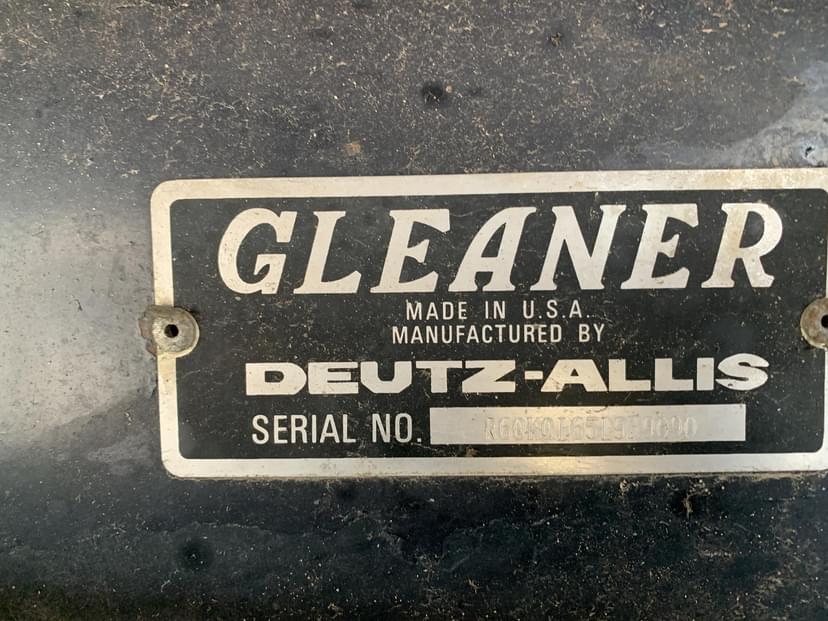 GLEANER
MADE IN U.S.A.
MANUFACTURED BY
DEUTZ-ALLIS
SERIAL NO.